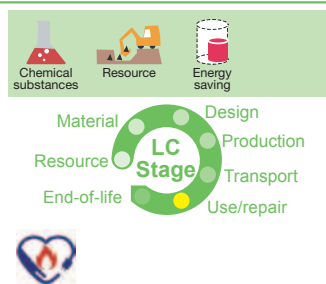 Chemical
substances
Resource
Energy
saving
Design
Material
Production
LC
Stage
Resource
Transport
End-of-life
Use/repair